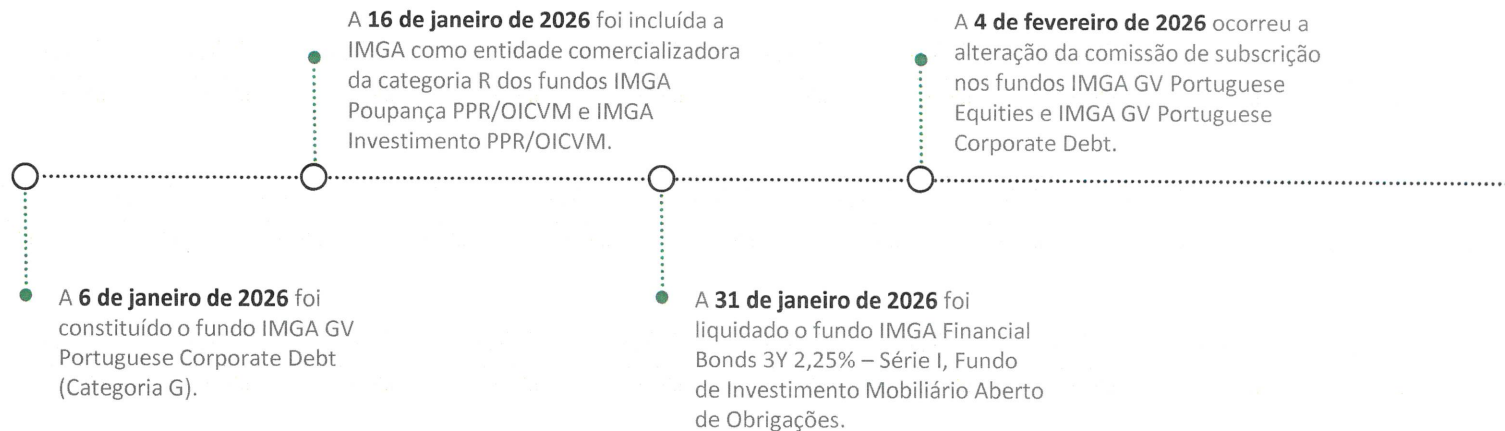 A 16 de janeiro de 2026 foi incluída a
IMGA como entidade comercializadora
da categoria R dos fundos IMGA
Poupança PPR/OICVM e IMGA
Investimento PPR/OICVM.
A 4 de fevereiro de 2026 ocorreu a
alteração da comissão de subscrição
nos fundos IMGA GV Portuguese
Equities e IMGA GV Portuguese
Corporate Debt.
A 6 de janeiro de 2026 foi
constituído o fundo IMGA GV
Portuguese Corporate Debt
(Categoria G).
A 31 de janeiro de 2026 foi
liquidado o fundo IMGA Financial
Bonds 3Y 2,25% – Série I, Fundo
de Investimento Mobiliário Aberto
de Obrigações.